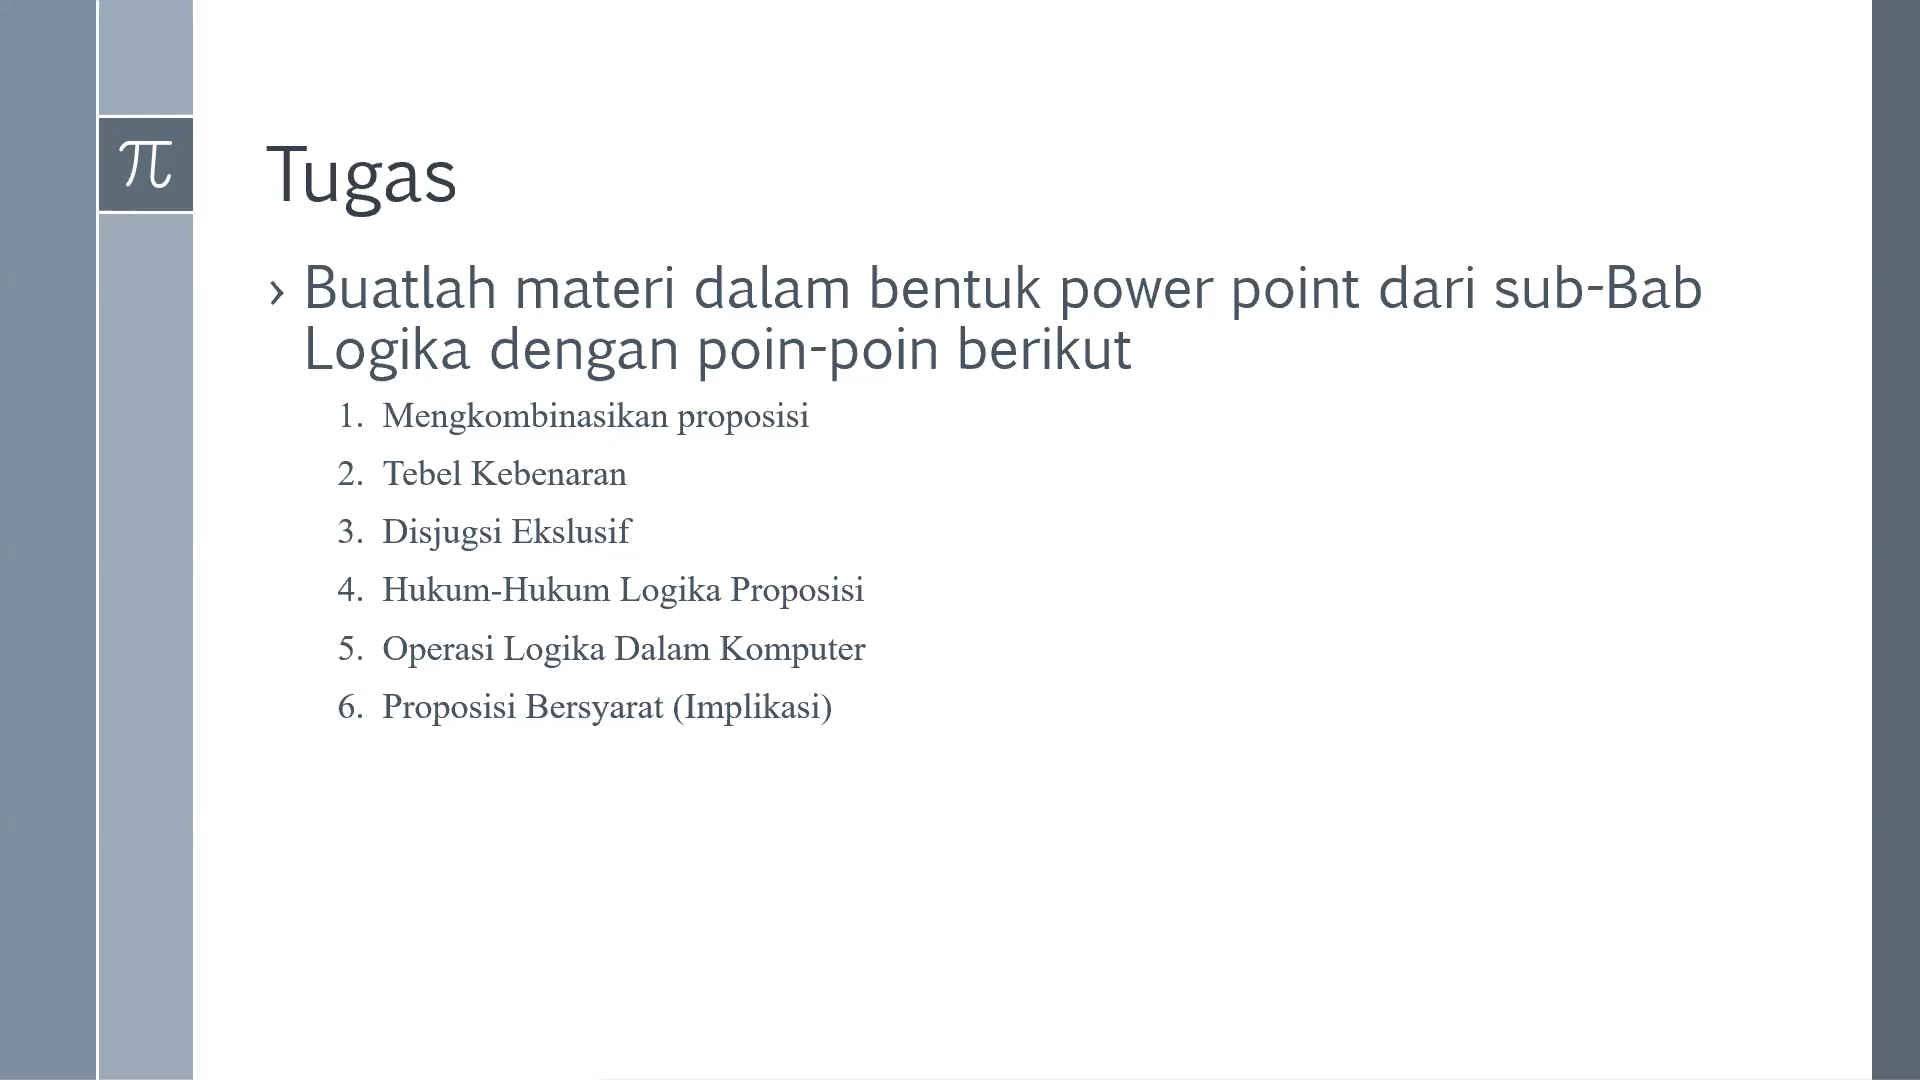 π
Tugas
› Buatlah materi dalam bentuk power point dari sub-Bab
Logika dengan poin-poin berikut
1. Mengkombinasikan proposisi
2. Tebel Kebenaran
3. Disjugsi Ekslusif
4. Hukum-Hukum Logika Proposisi
5. Operasi Logika Dalam Komputer
6. Proposisi Bersyarat (Implikasi)